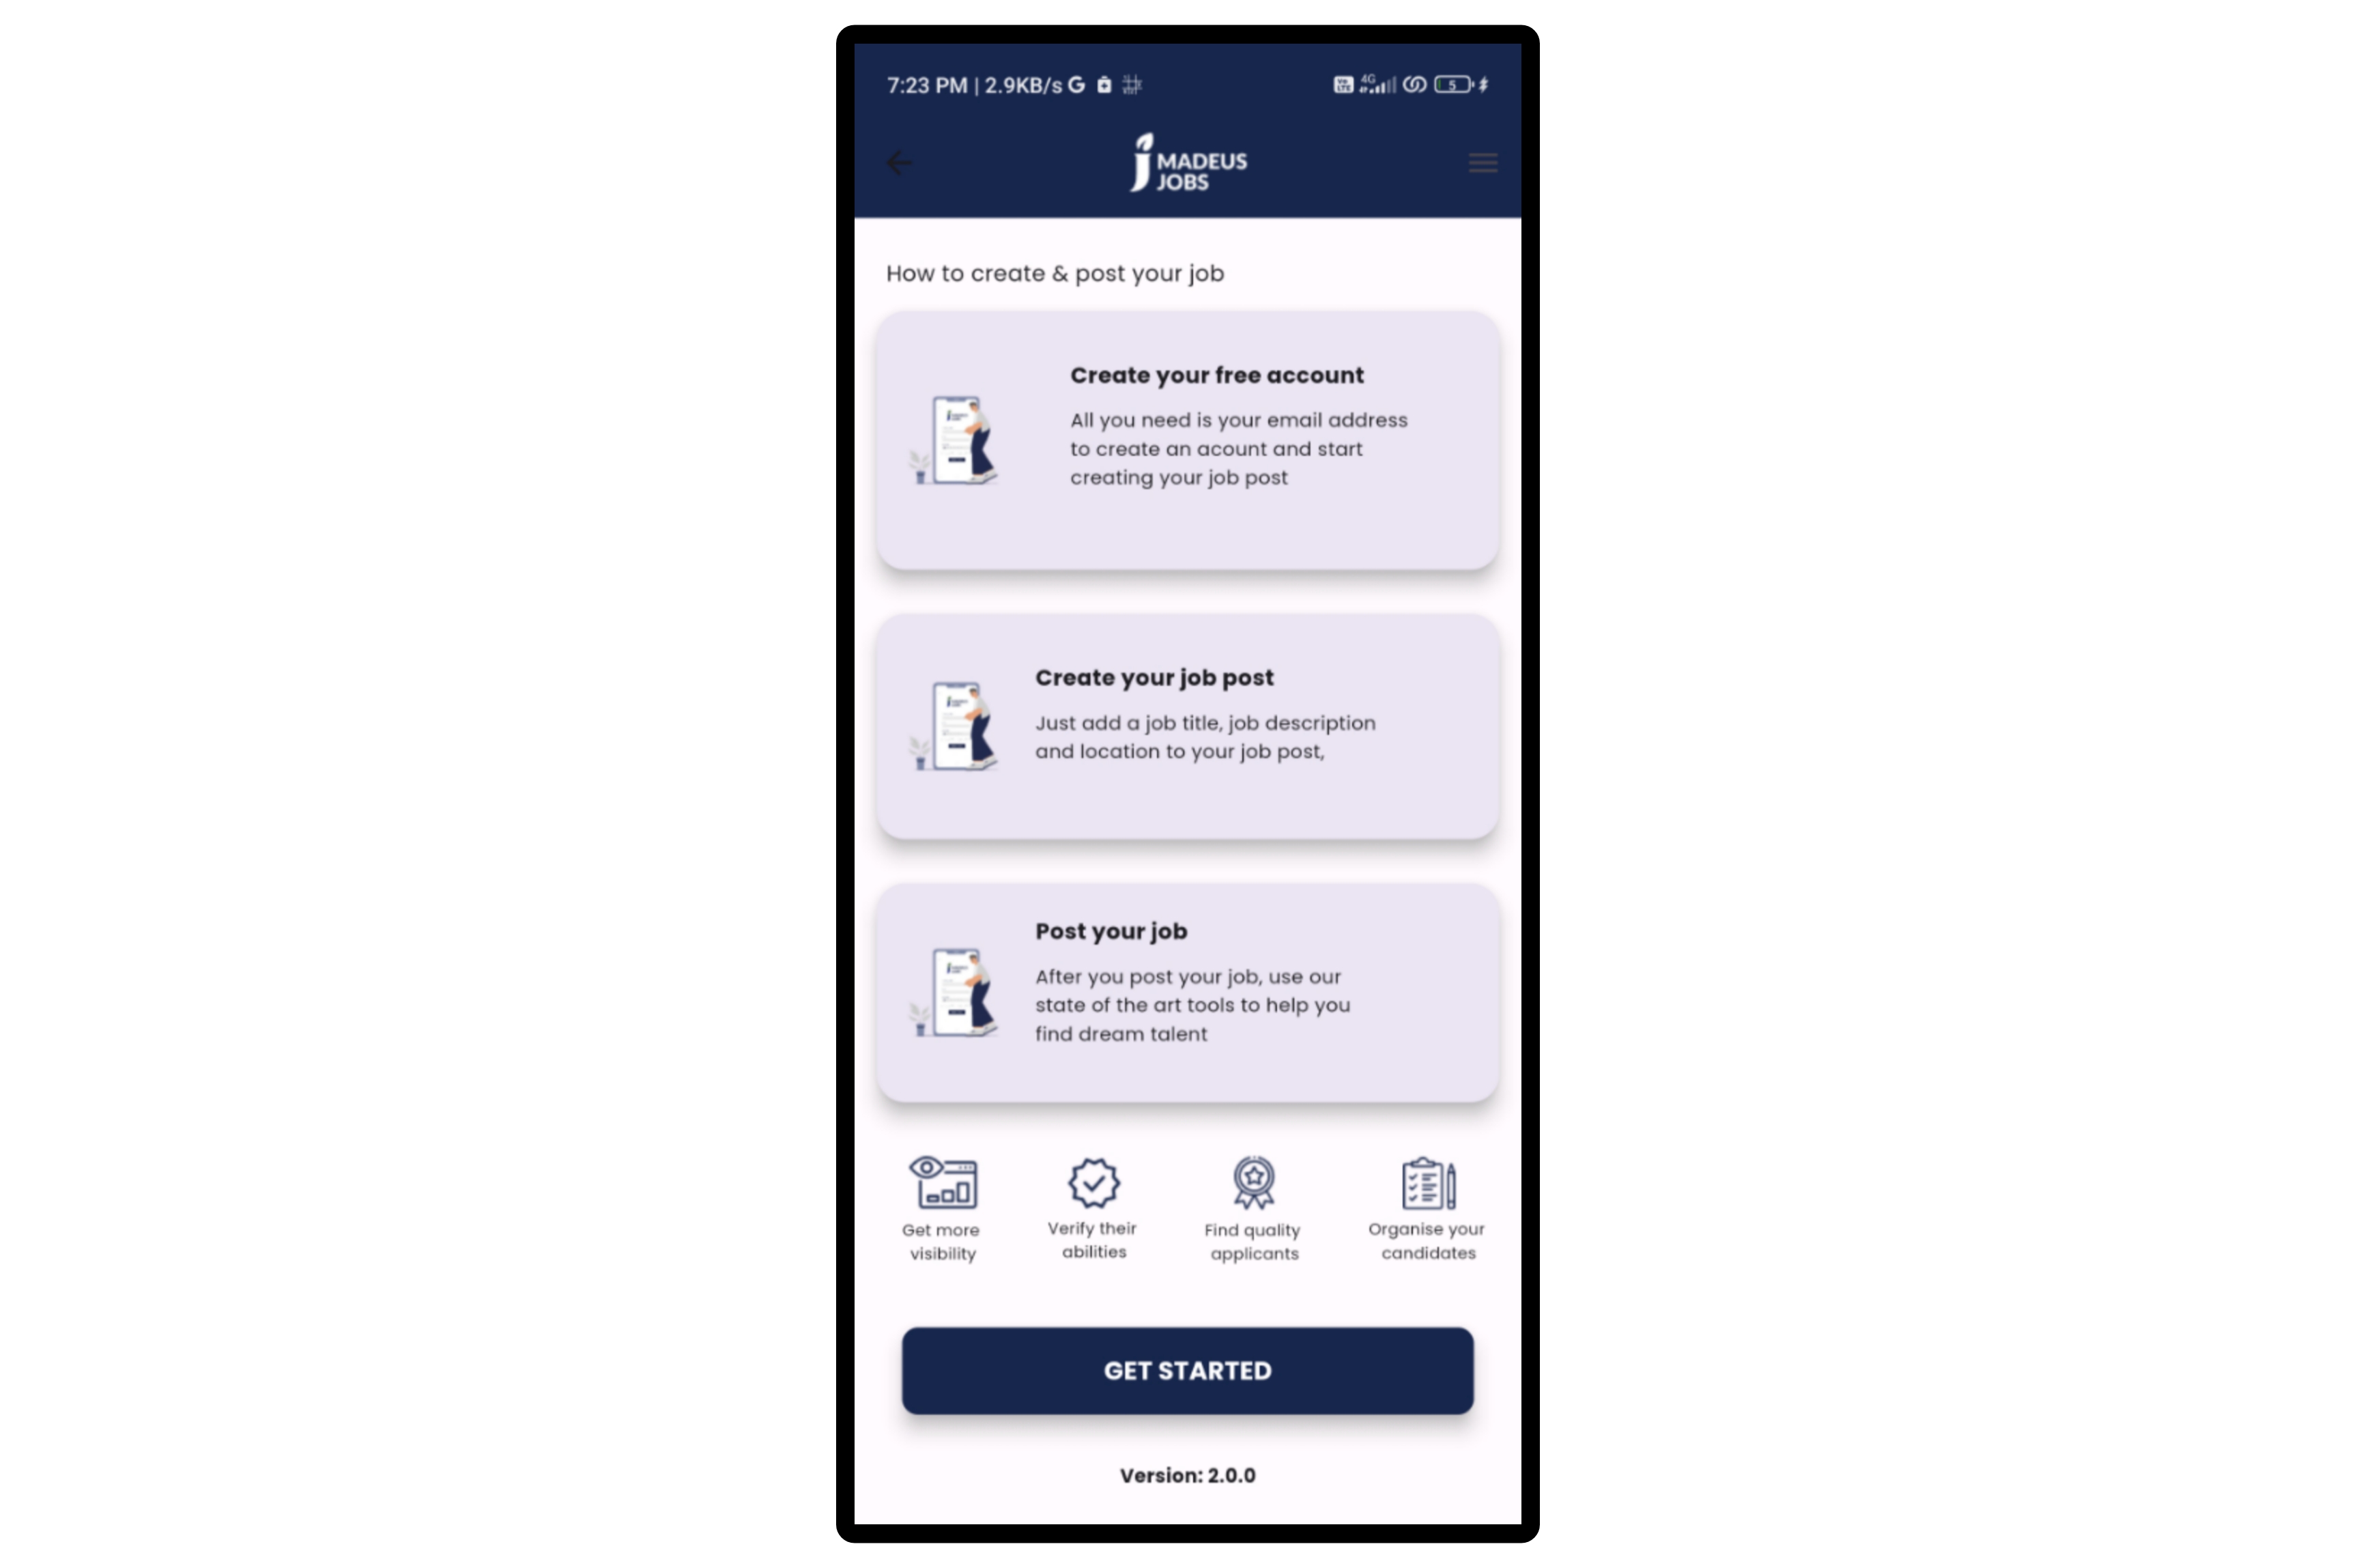 7:23 PM | 2.9KB/s
4G
5
MADEUS
JOBS
How to create & post your job
Create your free account
All you need is your email address
to create an acount and start
creating your job post
Create your job post
Just add a job title, job description
and location to your job post,
Post your job
After you post your job, use our
state of the art tools to help you
find dream talent
Get more
visibility
Verify their
abilities
Find quality
applicants
Organise your
candidates
GET STARTED
Version: 2.0.0